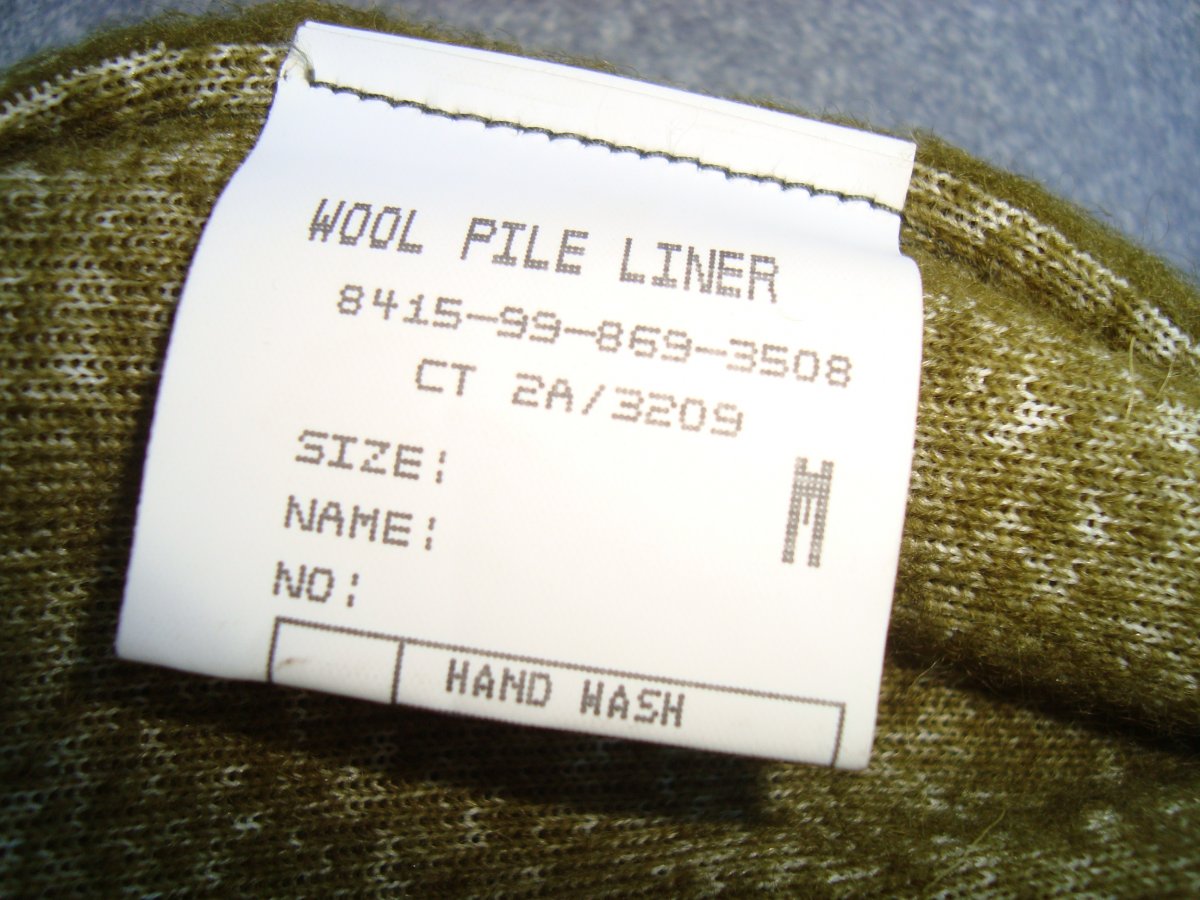 WOOL PILE LINER
8415-99-869-3508
CT 2A/3209
SIZE: M
NAME:
NO:
HAND WASH